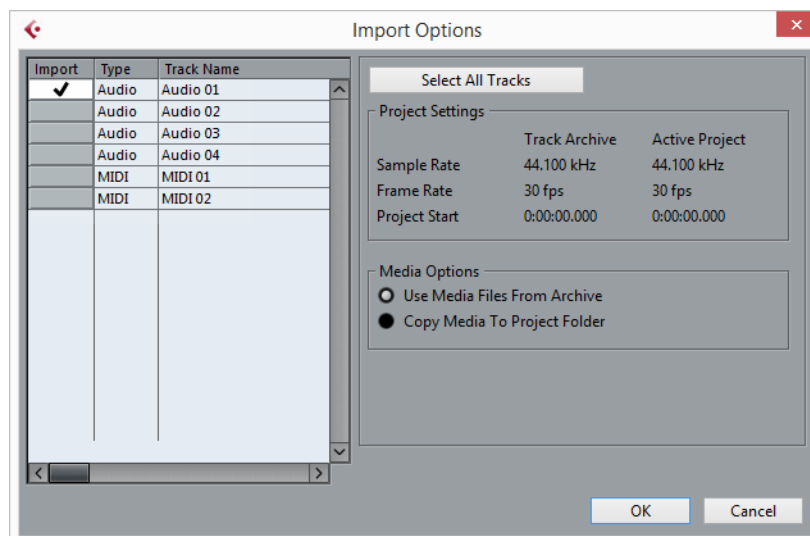 Import Options
Import Type Track Name
Audio Audio 01
Audio Audio 02
Audio Audio 03
Audio Audio 04
MIDI MIDI 01
MIDI MIDI 02
Select All Tracks
Project Settings
Track Archive Active Project
Sample Rate 44.100 kHz 44.100 kHz
Frame Rate 30 fps 30 fps
Project Start 0:00:00.000 0:00:00.000
Media Options
Use Media Files From Archive
Copy Media To Project Folder
OK Cancel